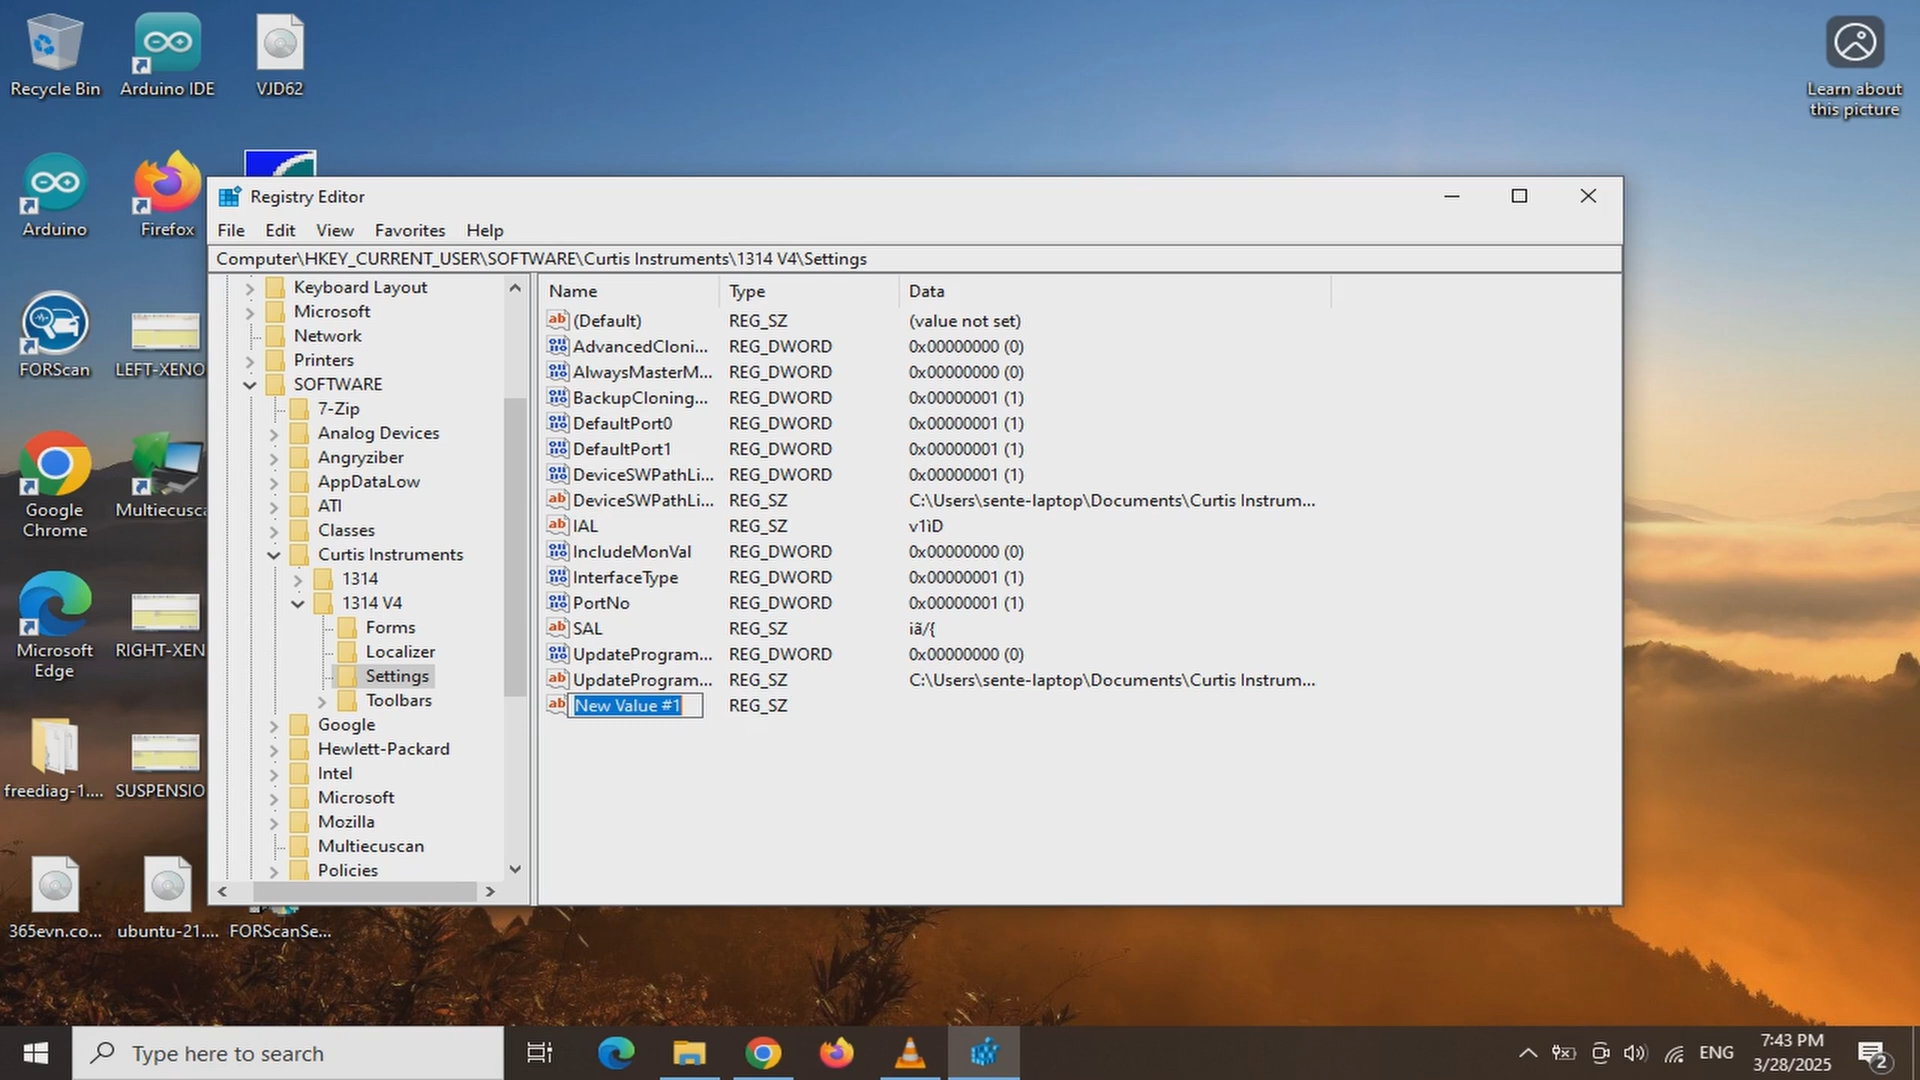 Recycle Bin
Arduino IDE
VJD62
Learn about
this picture
Arduino
Firefox
FORScan
LEFT-XENO
Google
Chrome
Multiecusca
Microsoft
Edge
RIGHT-XEN
freediag-1....
SUSPENSIO
365evn.co...
ubuntu-21....
FORScanSe...
Registry Editor
File Edit View Favorites Help
Computer\HKEY_CURRENT_USER\SOFTWARE\Curtis Instruments\1314 V4\Settings
Keyboard Layout
Microsoft
Network
Printers
SOFTWARE
7-Zip
Analog Devices
Angryziber
AppDataLow
ATI
Classes
Curtis Instruments
1314
1314 V4
Forms
Localizer
Settings
Toolbars
Google
Hewlett-Packard
Intel
Microsoft
Mozilla
Multiecuscan
Policies
Name Type Data
(Default) REG_SZ (value not set)
AdvancedCloni... REG_DWORD 0x00000000 (0)
AlwaysMasterM... REG_DWORD 0x00000000 (0)
BackupCloning... REG_DWORD 0x00000001 (1)
DefaultPort0 REG_DWORD 0x00000001 (1)
DefaultPort1 REG_DWORD 0x00000001 (1)
DeviceSWPathLi... REG_DWORD 0x00000001 (1)
DeviceSWPathLi... REG_SZ C:\Users\sente-laptop\Documents\Curtis Instrum...
IAL REG_SZ v1ìD
IncludeMonVal REG_DWORD 0x00000000 (0)
InterfaceType REG_DWORD 0x00000001 (1)
PortNo REG_DWORD 0x00000001 (1)
SAL REG_SZ iã/{
UpdateProgram... REG_DWORD 0x00000000 (0)
UpdateProgram... REG_SZ C:\Users\sente-laptop\Documents\Curtis Instrum...
New Value #1 REG_SZ
Type here to search
ENG
7:43 PM
3/28/2025
2